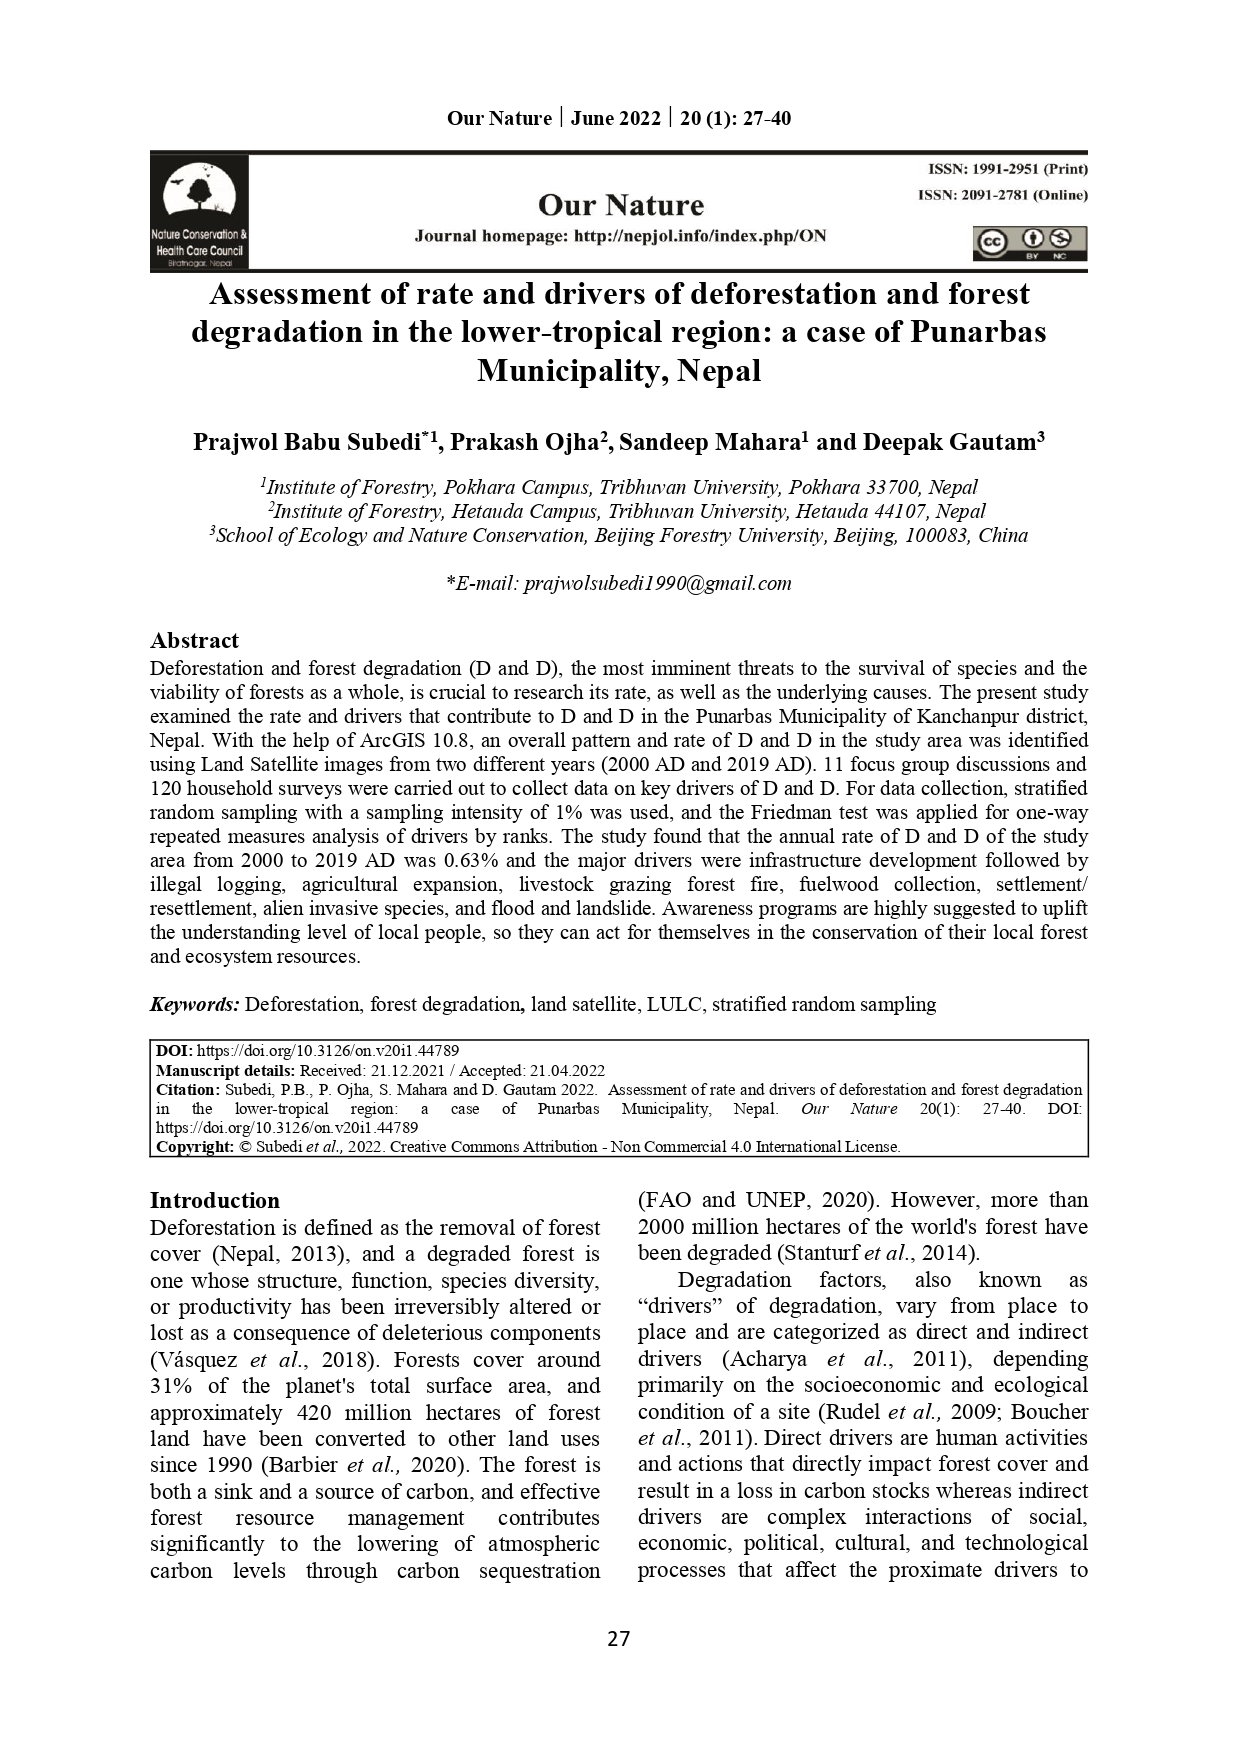 Our Nature | June 2022 | 20 (1): 27-40
Nature Conservation &
Health Care Council
Biratnagar, Nepal
Our Nature
Journal homepage: http://nepjol.info/index.php/ON
ISSN: 1991-2951 (Print)
ISSN: 2091-2781 (Online)
cc
BY NC
Assessment of rate and drivers of deforestation and forest
degradation in the lower-tropical region: a case of Punarbas
Municipality, Nepal
Prajwol Babu Subedi*1, Prakash Ojha2, Sandeep Mahara1 and Deepak Gautam3
1Institute of Forestry, Pokhara Campus, Tribhuvan University, Pokhara 33700, Nepal
2Institute of Forestry, Hetauda Campus, Tribhuvan University, Hetauda 44107, Nepal
3School of Ecology and Nature Conservation, Beijing Forestry University, Beijing, 100083, China
*E-mail: prajwolsubedi1990@gmail.com
Abstract
Deforestation and forest degradation (D and D), the most imminent threats to the survival of species and the
viability of forests as a whole, is crucial to research its rate, as well as the underlying causes. The present study
examined the rate and drivers that contribute to D and D in the Punarbas Municipality of Kanchanpur district,
Nepal. With the help of ArcGIS 10.8, an overall pattern and rate of D and D in the study area was identified
using Land Satellite images from two different years (2000 AD and 2019 AD). 11 focus group discussions and
120 household surveys were carried out to collect data on key drivers of D and D. For data collection, stratified
random sampling with a sampling intensity of 1% was used, and the Friedman test was applied for one-way
repeated measures analysis of drivers by ranks. The study found that the annual rate of D and D of the study
area from 2000 to 2019 AD was 0.63% and the major drivers were infrastructure development followed by
illegal logging, agricultural expansion, livestock grazing forest fire, fuelwood collection, settlement/
resettlement, alien invasive species, and flood and landslide. Awareness programs are highly suggested to uplift
the understanding level of local people, so they can act for themselves in the conservation of their local forest
and ecosystem resources.
Keywords: Deforestation, forest degradation, land satellite, LULC, stratified random sampling
DOI: https://doi.org/10.3126/on.v20i1.44789
Manuscript details: Received: 21.12.2021 / Accepted: 21.04.2022
Citation: Subedi, P.B., P. Ojha, S. Mahara and D. Gautam 2022. Assessment of rate and drivers of deforestation and forest degradation
in the lower-tropical region: a case of Punarbas Municipality, Nepal. Our Nature 20(1): 27-40. DOI:
https://doi.org/10.3126/on.v20i1.44789
Copyright: © Subedi et al., 2022. Creative Commons Attribution - Non Commercial 4.0 International License.
Introduction
Deforestation is defined as the removal of forest
cover (Nepal, 2013), and a degraded forest is
one whose structure, function, species diversity,
or productivity has been irreversibly altered or
lost as a consequence of deleterious components
(Vásquez et al., 2018). Forests cover around
31% of the planet's total surface area, and
approximately 420 million hectares of forest
land have been converted to other land uses
since 1990 (Barbier et al., 2020). The forest is
both a sink and a source of carbon, and effective
forest resource management contributes
significantly to the lowering of atmospheric
carbon levels through carbon sequestration
(FAO and UNEP, 2020). However, more than
2000 million hectares of the world's forest have
been degraded (Stanturf et al., 2014).
Degradation factors, also known as
“drivers” of degradation, vary from place to
place and are categorized as direct and indirect
drivers (Acharya et al., 2011), depending
primarily on the socioeconomic and ecological
condition of a site (Rudel et al., 2009; Boucher
et al., 2011). Direct drivers are human activities
and actions that directly impact forest cover and
result in a loss in carbon stocks whereas indirect
drivers are complex interactions of social,
economic, political, cultural, and technological
processes that affect the proximate drivers to
27